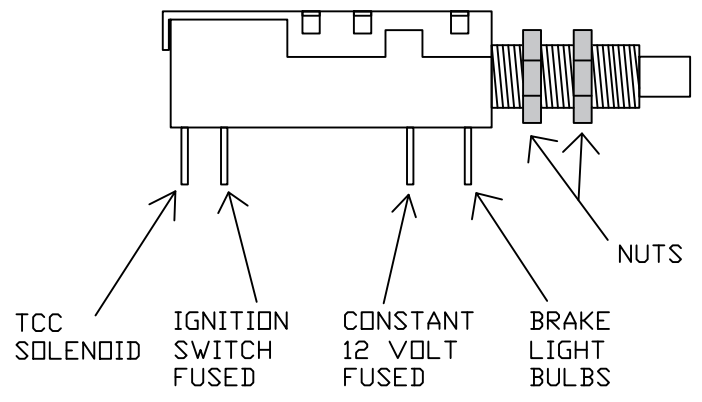 NUTS
TCC
SOLENOID
IGNITION
SWITCH
FUSED
CONSTANT
12 VOLT
FUSED
BRAKE
LIGHT
BULBS